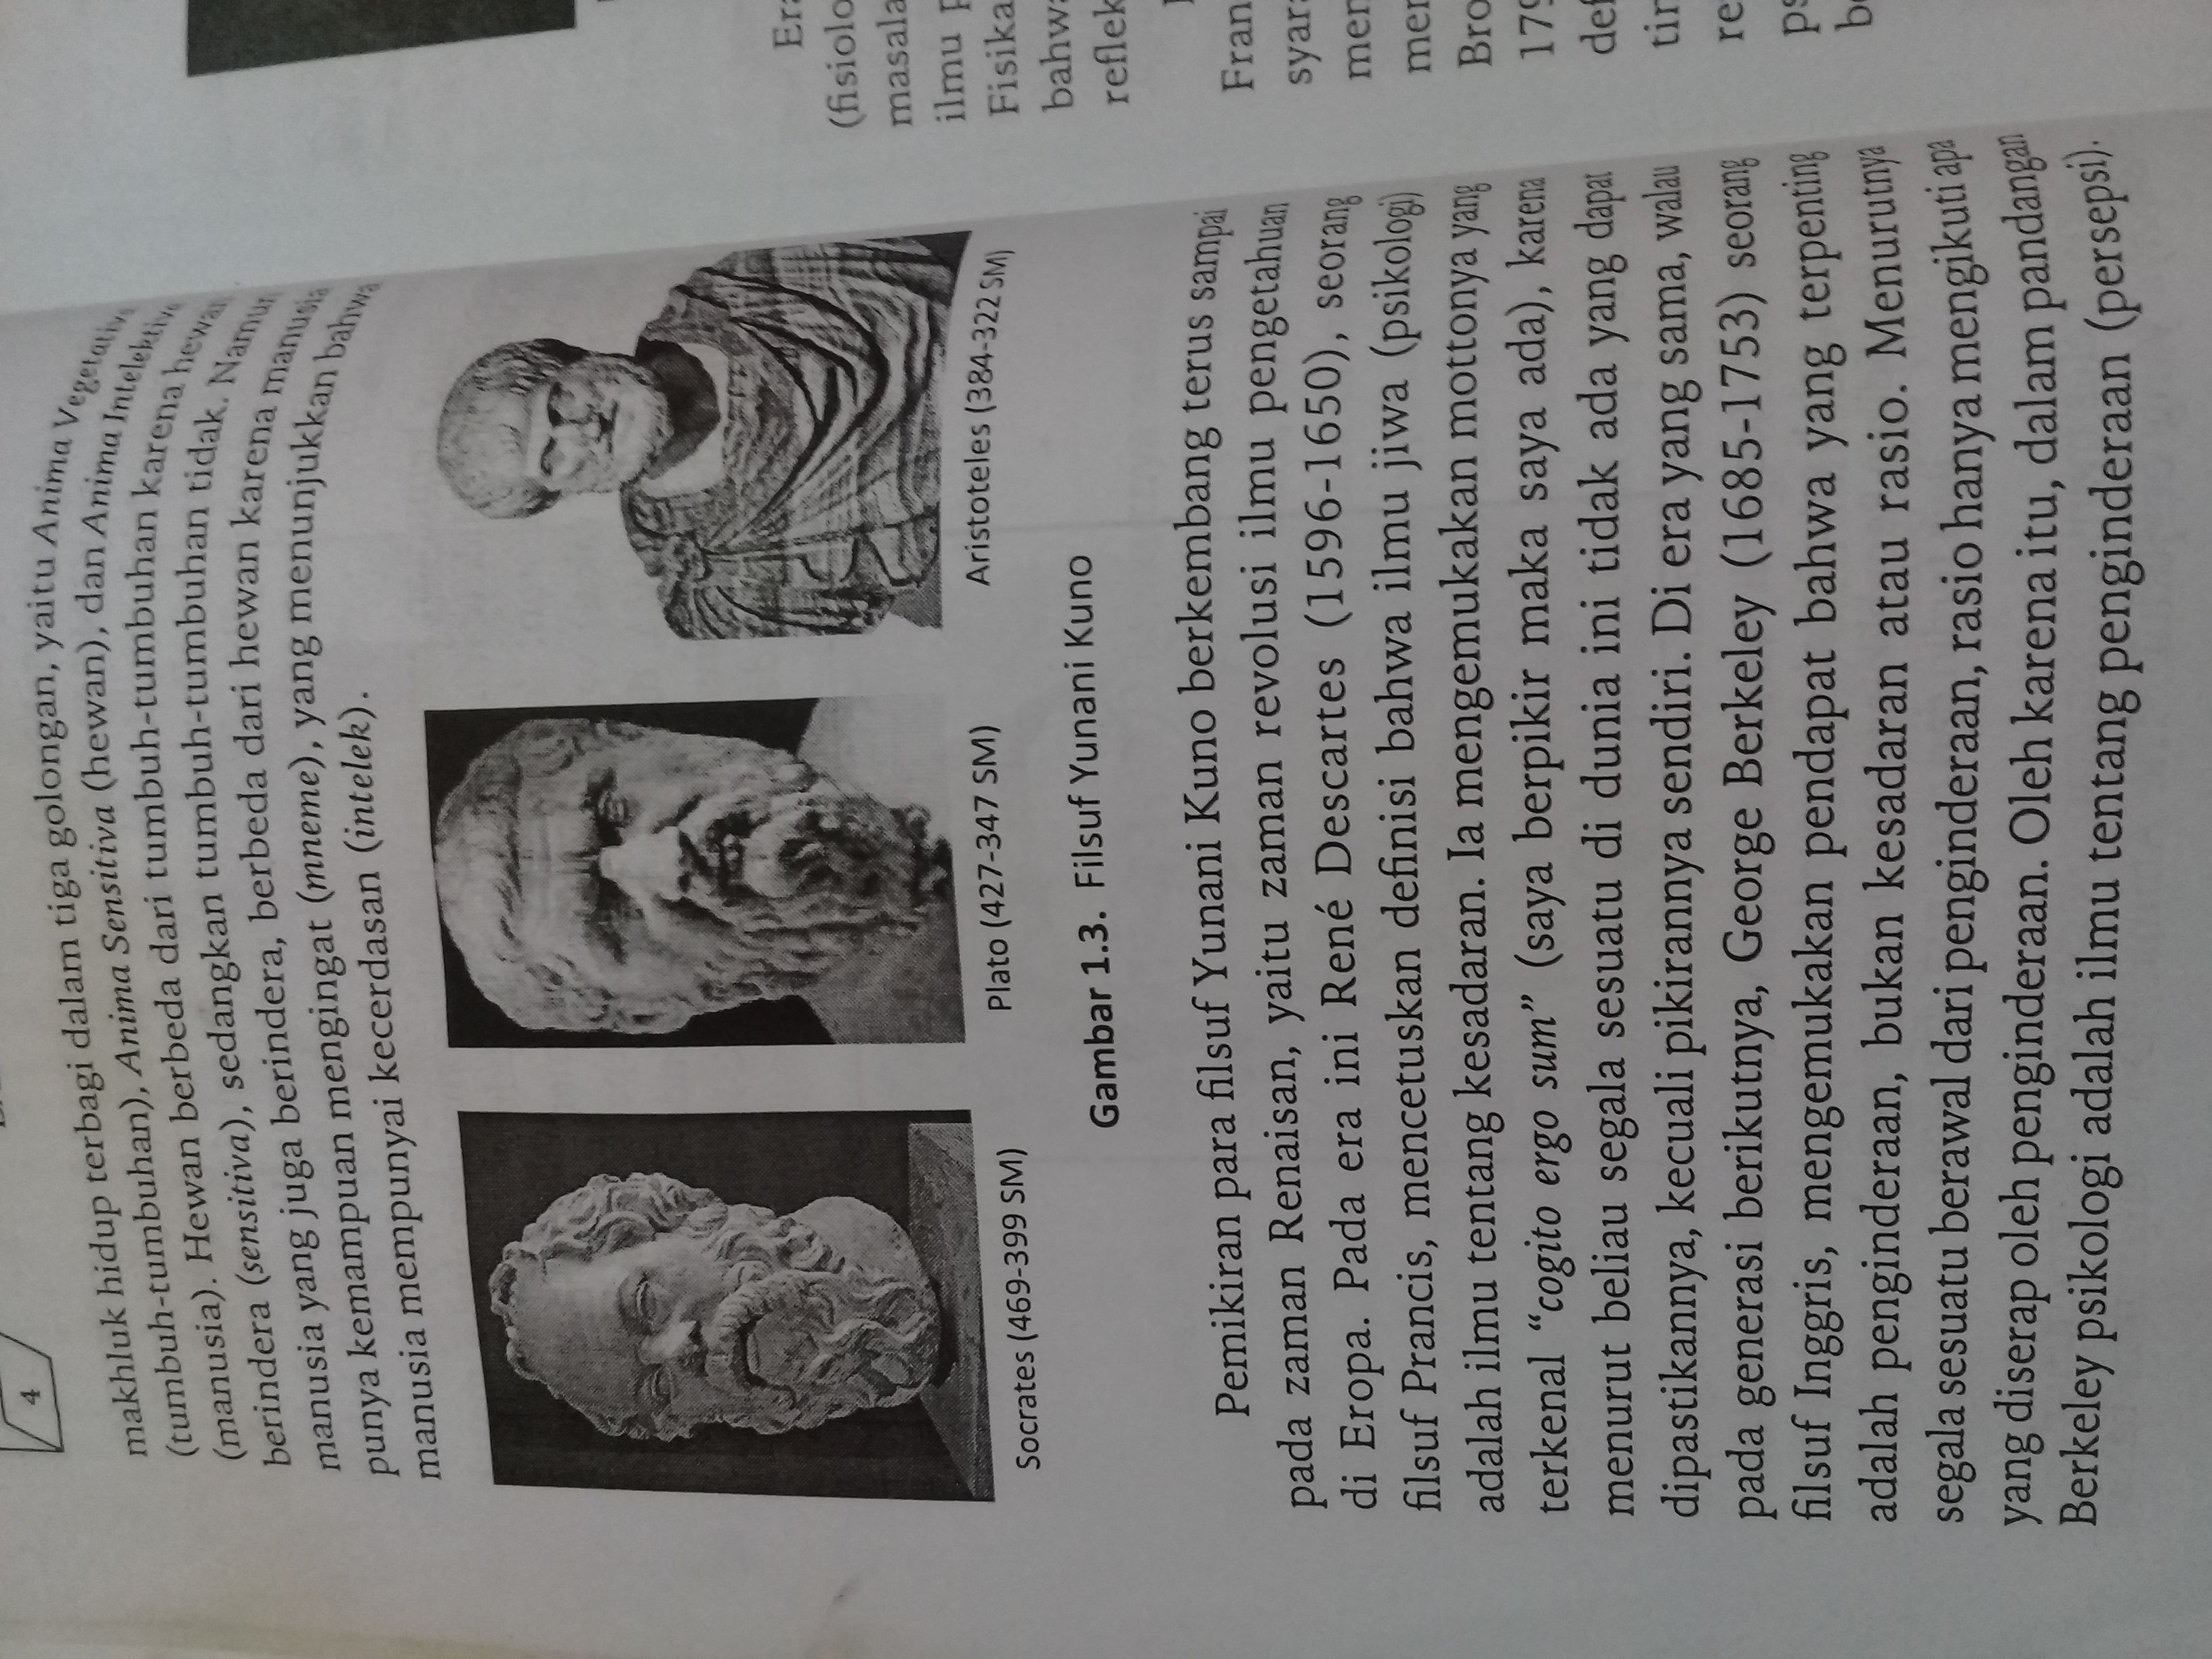 4
makhluk hidup terbagi dalam tiga golongan, yaitu Anima Vegetativa
(tumbuh-tumbuhan), Anima Sensitiva (hewan), dan Anima Intelektiva
(manusia). Hewan berbeda dari tumbuh-tumbuhan karena hewan
berindera (sensitiva), sedangkan tumbuh-tumbuhan tidak. Namun
manusia yang juga berindera, berbeda dari hewan karena manusia
punya kemampuan mengingat (mneme), yang menunjukkan bahwa
manusia mempunyai kecerdasan (intelek).
Socrates (469-399 SM)
Plato (427-347 SM)
Aristoteles (384-322 SM)
Gambar 1.3. Filsuf Yunani Kuno
Pemikiran para filsuf Yunani Kuno berkembang terus sampai
pada zaman Renaisan, yaitu zaman revolusi ilmu pengetahuan
di Eropa. Pada era ini René Descartes (1596-1650), seorang
filsuf Prancis, mencetuskan definisi bahwa ilmu jiwa (psikologi)
adalah ilmu tentang kesadaran. Ia mengemukakan mottonya yang
terkenal “cogito ergo sum” (saya berpikir maka saya ada), karena
menurut beliau segala sesuatu di dunia ini tidak ada yang dapat
dipastikannya, kecuali pikirannya sendiri. Di era yang sama, walau
pada generasi berikutnya, George Berkeley (1685-1753) seorang
filsuf Inggris, mengemukakan pendapat bahwa yang terpenting
adalah penginderaan, bukan kesadaran atau rasio. Menurutnya
segala sesuatu berawal dari penginderaan, rasio hanya mengikuti apa
yang diserap oleh penginderaan. Oleh karena itu, dalam pandangan
Berkeley psikologi adalah ilmu tentang penginderaan (persepsi).
(fisiolo
masala
ilmu p
Fisika
bahwa
reflek
Fran
syara
mer
mer
Bro
179
def
tin
re
ps
be